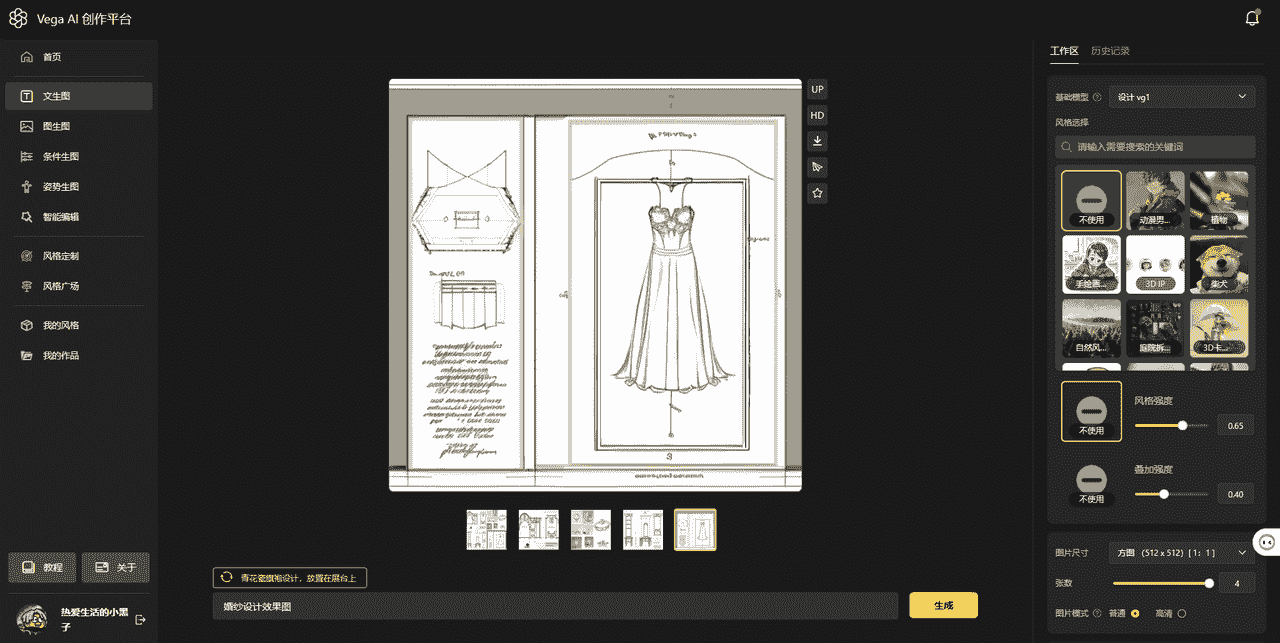 Vega AI 创作平台
首页
文生图
图生图
条件生图
姿势生图
智能编辑
风格定制
风格广场
我的风格
我的作品
教程
关于
热爱生活的小黑
子
UP
HD
3
青花瓷旗袍设计，放置在展台上
婚纱设计效果图
生成
工作区
历史记录
基础模型
设计 vg1
风格选择
请输入需要搜索的关键词
不使用
动漫男...
植物
手绘画...
3D IP
柴犬
自然风...
庭院拆...
3D卡...
不使用
风格强度
0.65
不使用
叠加强度
0.40
图片尺寸
方图 (512 x 512) [ 1: 1 ]
张数
4
图片模式
普通
高清